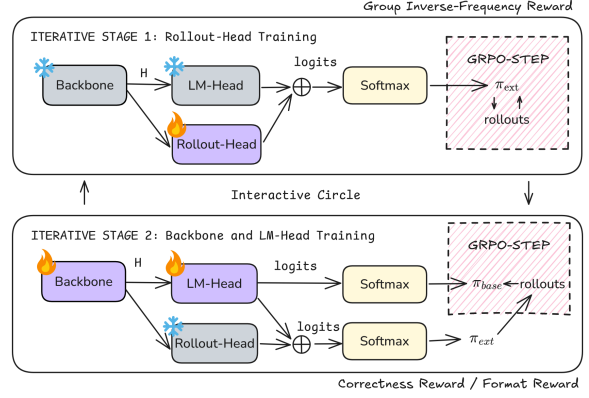 Group Inverse-Frequency Reward
ITERATIVE STAGE 1: Rollout-Head Training
GRPO-STEP
logits
H
Backbone
LM-Head
Softmax
π_ext
rollouts
Rollout-Head
Interactive Circle
ITERATIVE STAGE 2: Backbone and LM-Head Training
GRPO-STEP
H
logits
Backbone
LM-Head
Softmax
π_base
rollouts
logits
Rollout-Head
Softmax
π_ext
Correctness Reward / Format Reward